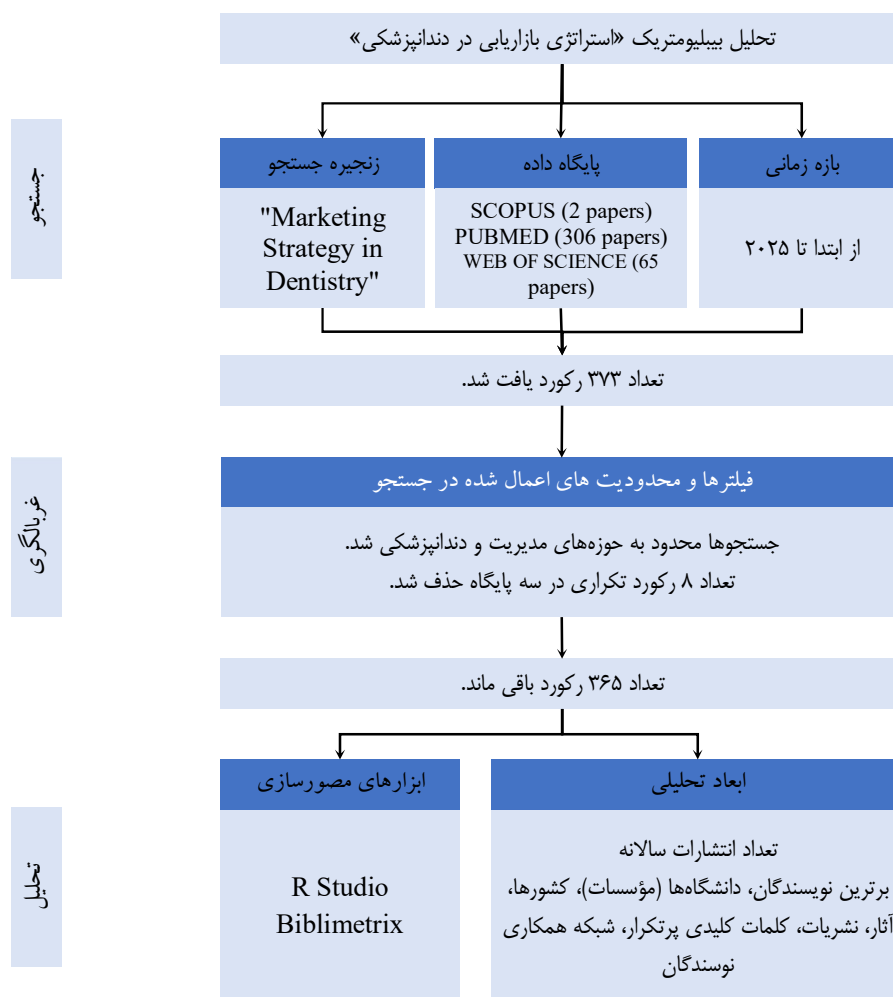 تحلیل بیبلیومتریک «استراتژی بازاریابی در دندانپزشکی»
جستجو
بازه زمانی
از ابتدا تا ۲۰۲۵
پایگاه داده
SCOPUS (2 papers)
PUBMED (306 papers)
WEB OF SCIENCE (65
papers)
زنجیره جستجو
"Marketing
Strategy in
Dentistry"
تعداد ۳۷۳ رکورد یافت شد.
غربالگری
فیلترها و محدودیت های اعمال شده در جستجو
جستجوها محدود به حوزه‌های مدیریت و دندانپزشکی شد.
تعداد ۸ رکورد تکراری در سه پایگاه حذف شد.
تعداد ۳۶۵ رکورد باقی ماند.
تحلیل
ابعاد تحلیلی
تعداد انتشارات سالانه
برترین نویسندگان، دانشگاه‌ها (مؤسسات)، کشورها،
آثار، نشریات، کلمات کلیدی پرتکرار، شبکه همکاری
نوسندگان
ابزارهای مصورسازی
R Studio
Biblimetrix